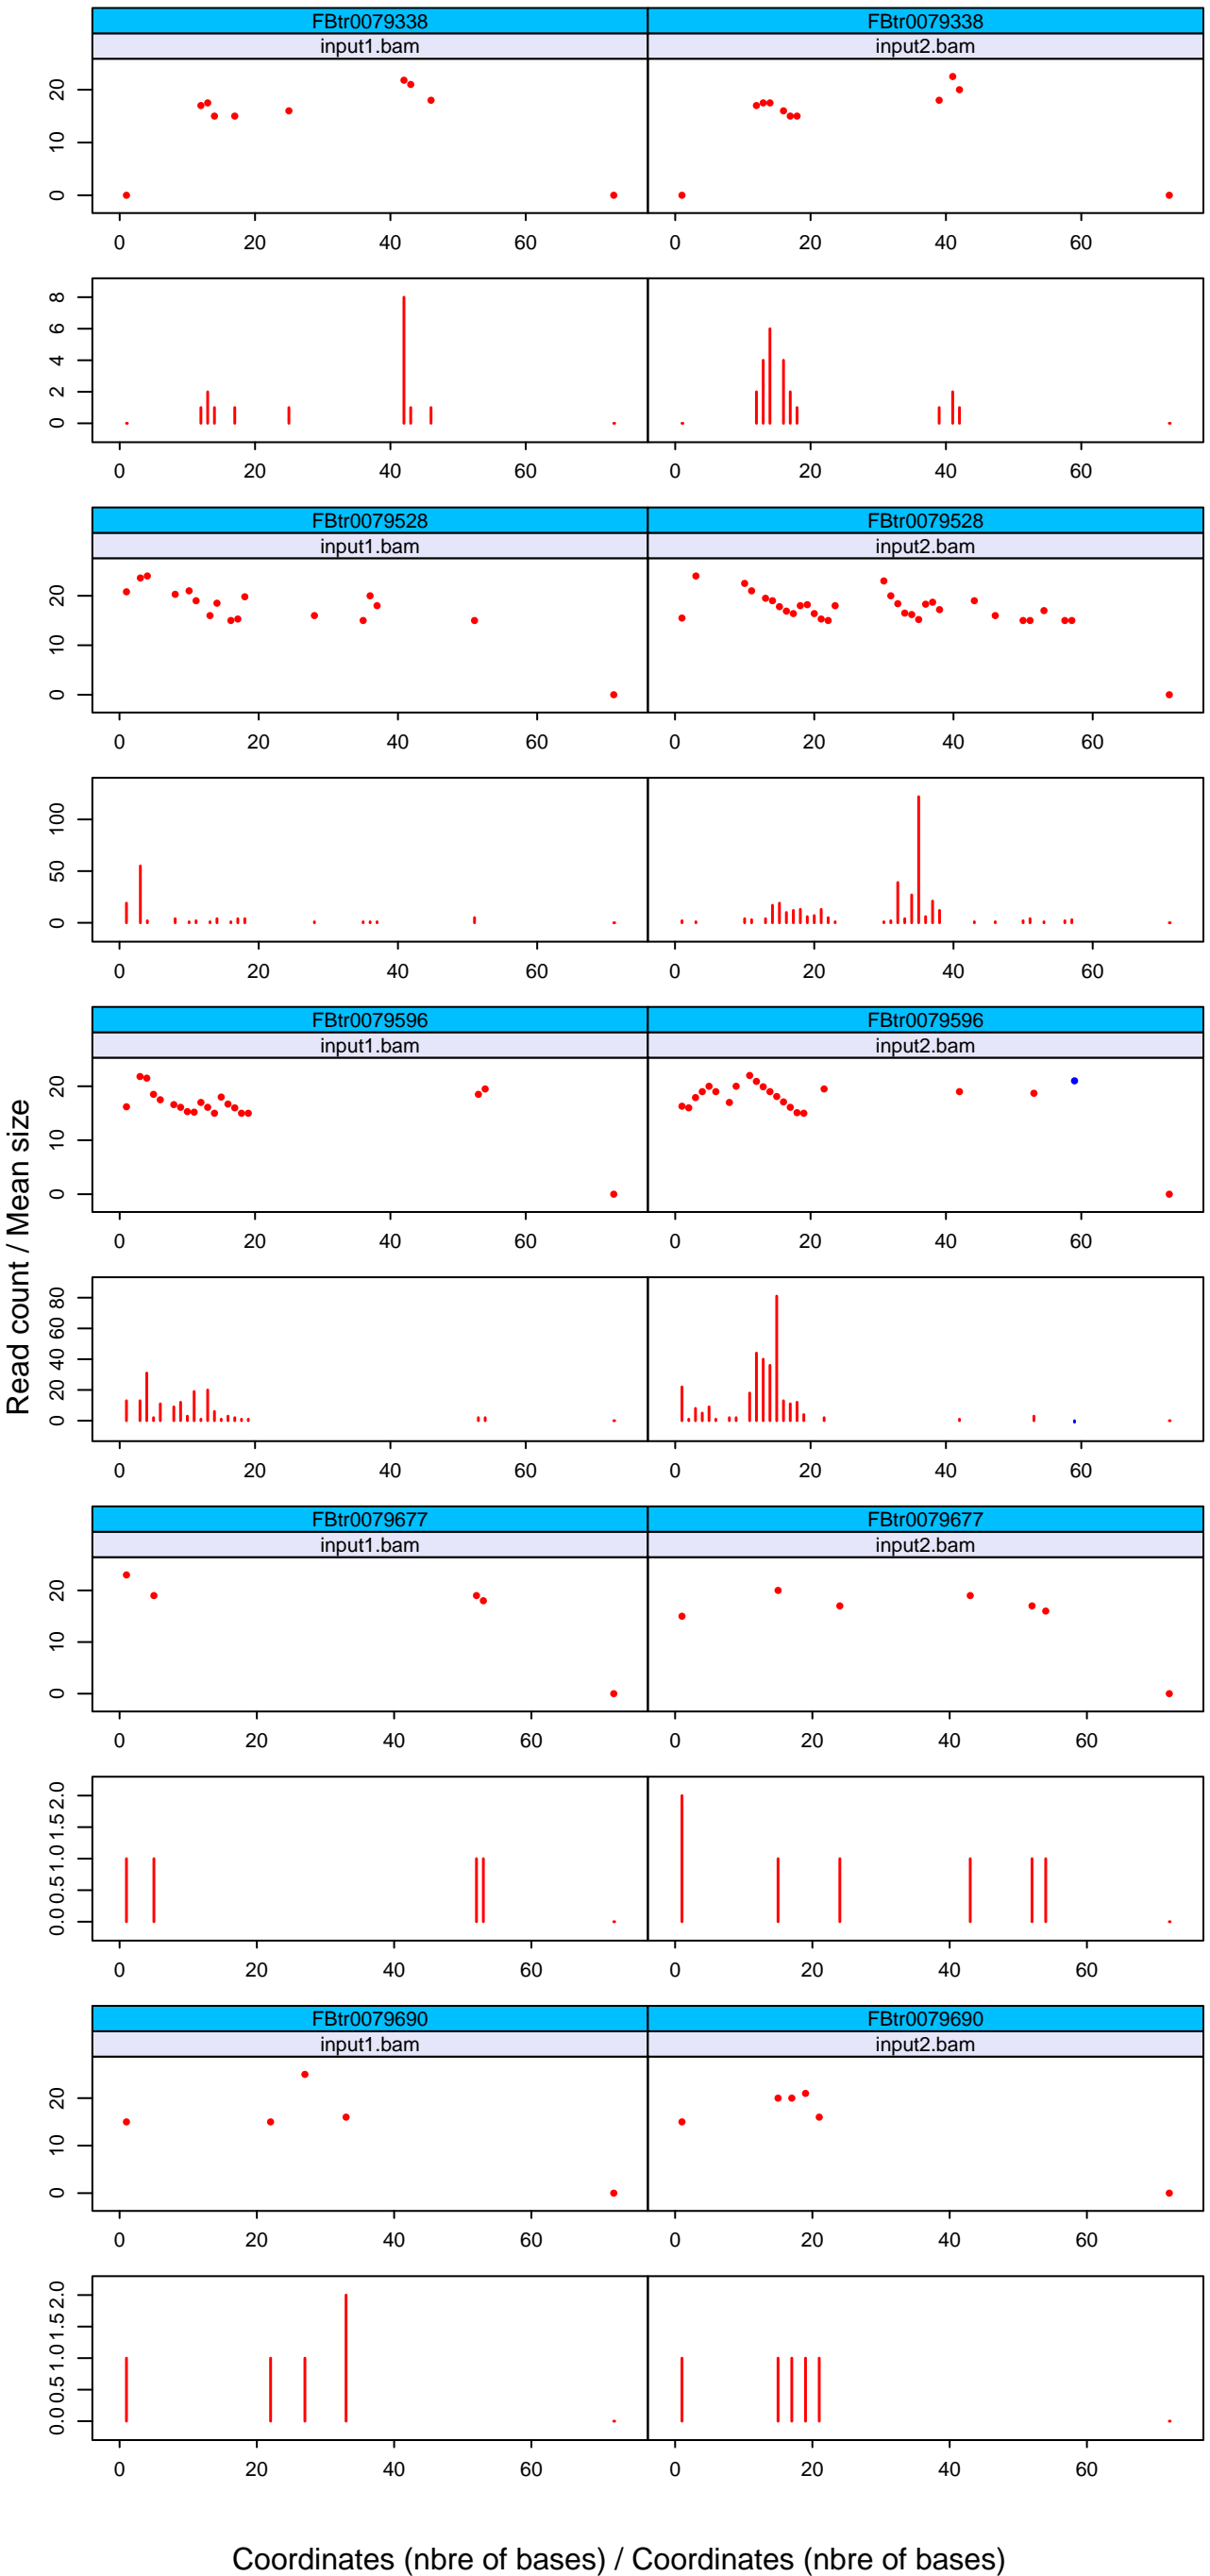 FBtr0079338 FBtr0079338
input1.bam input2.bam
20
10
0
0 20 40 60 0 20 40 60
8
6
4
2
0
0 20 40 60 0 20 40 60
FBtr0079528 FBtr0079528
input1.bam input2.bam
20
10
0
0 20 40 60 0 20 40 60
100
50
0
0 20 40 60 0 20 40 60
FBtr0079596 FBtr0079596
input1.bam input2.bam
20
10
0
0 20 40 60 0 20 40 60
Read count / Mean size
80
60
40
20
0
0 20 40 60 0 20 40 60
FBtr0079677 FBtr0079677
input1.bam input2.bam
20
10
0
0 20 40 60 0 20 40 60
2.0
1.5
1.0
0.5
0.0
0 20 40 60 0 20 40 60
FBtr0079690 FBtr0079690
input1.bam input2.bam
20
10
0
0 20 40 60 0 20 40 60
2.0
1.5
1.0
0.5
0.0
0 20 40 60 0 20 40 60
Coordinates (nbre of bases) / Coordinates (nbre of bases)